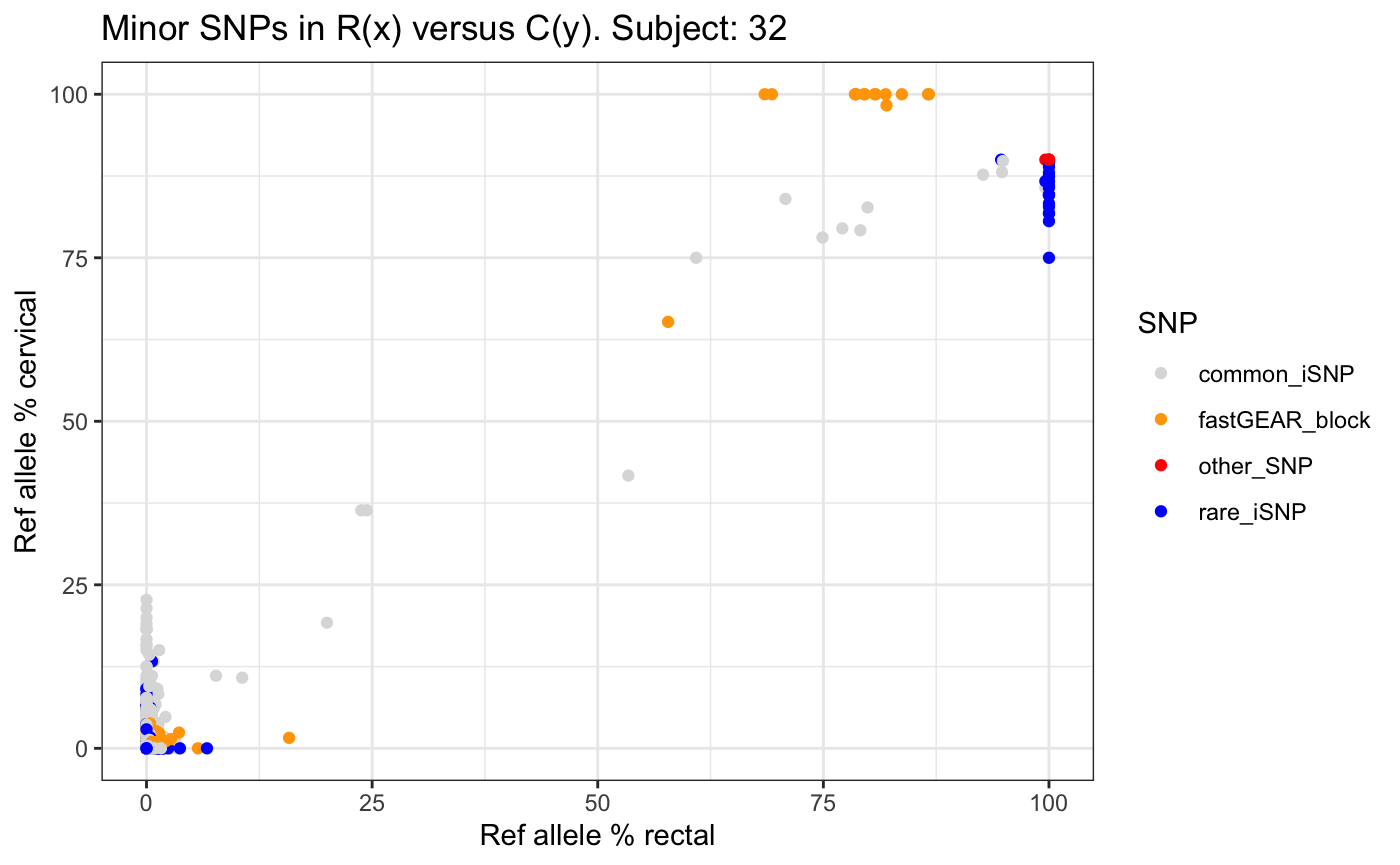 Minor SNPs in R(x) versus C(y). Subject: 32
100
75
50
25
0
Ref allele % cervical
0
25
50
75
100
Ref allele % rectal
SNP
common_iSNP
fastGEAR_block
other_SNP
rare_iSNP